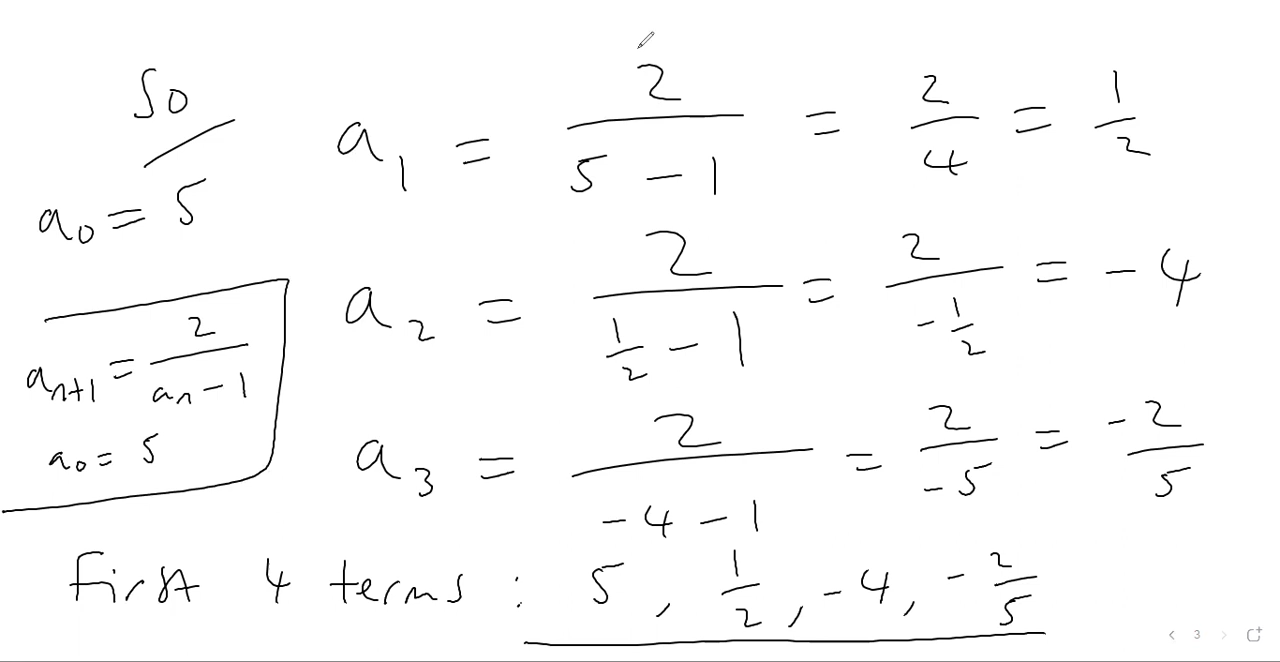 So
a₁ = 2/(5 - 1) = 2/4 = 1/2
a₀ = 5
a₂ = 2/(1/2 - 1) = 2/(-1/2) = -4
aₙ₊₁ = 2/(aₙ - 1)
a₀ = 5
a₃ = 2/(-4 - 1) = 2/-5 = -2/5
First 4 terms : 5, 1/2, -4, -2/5
3